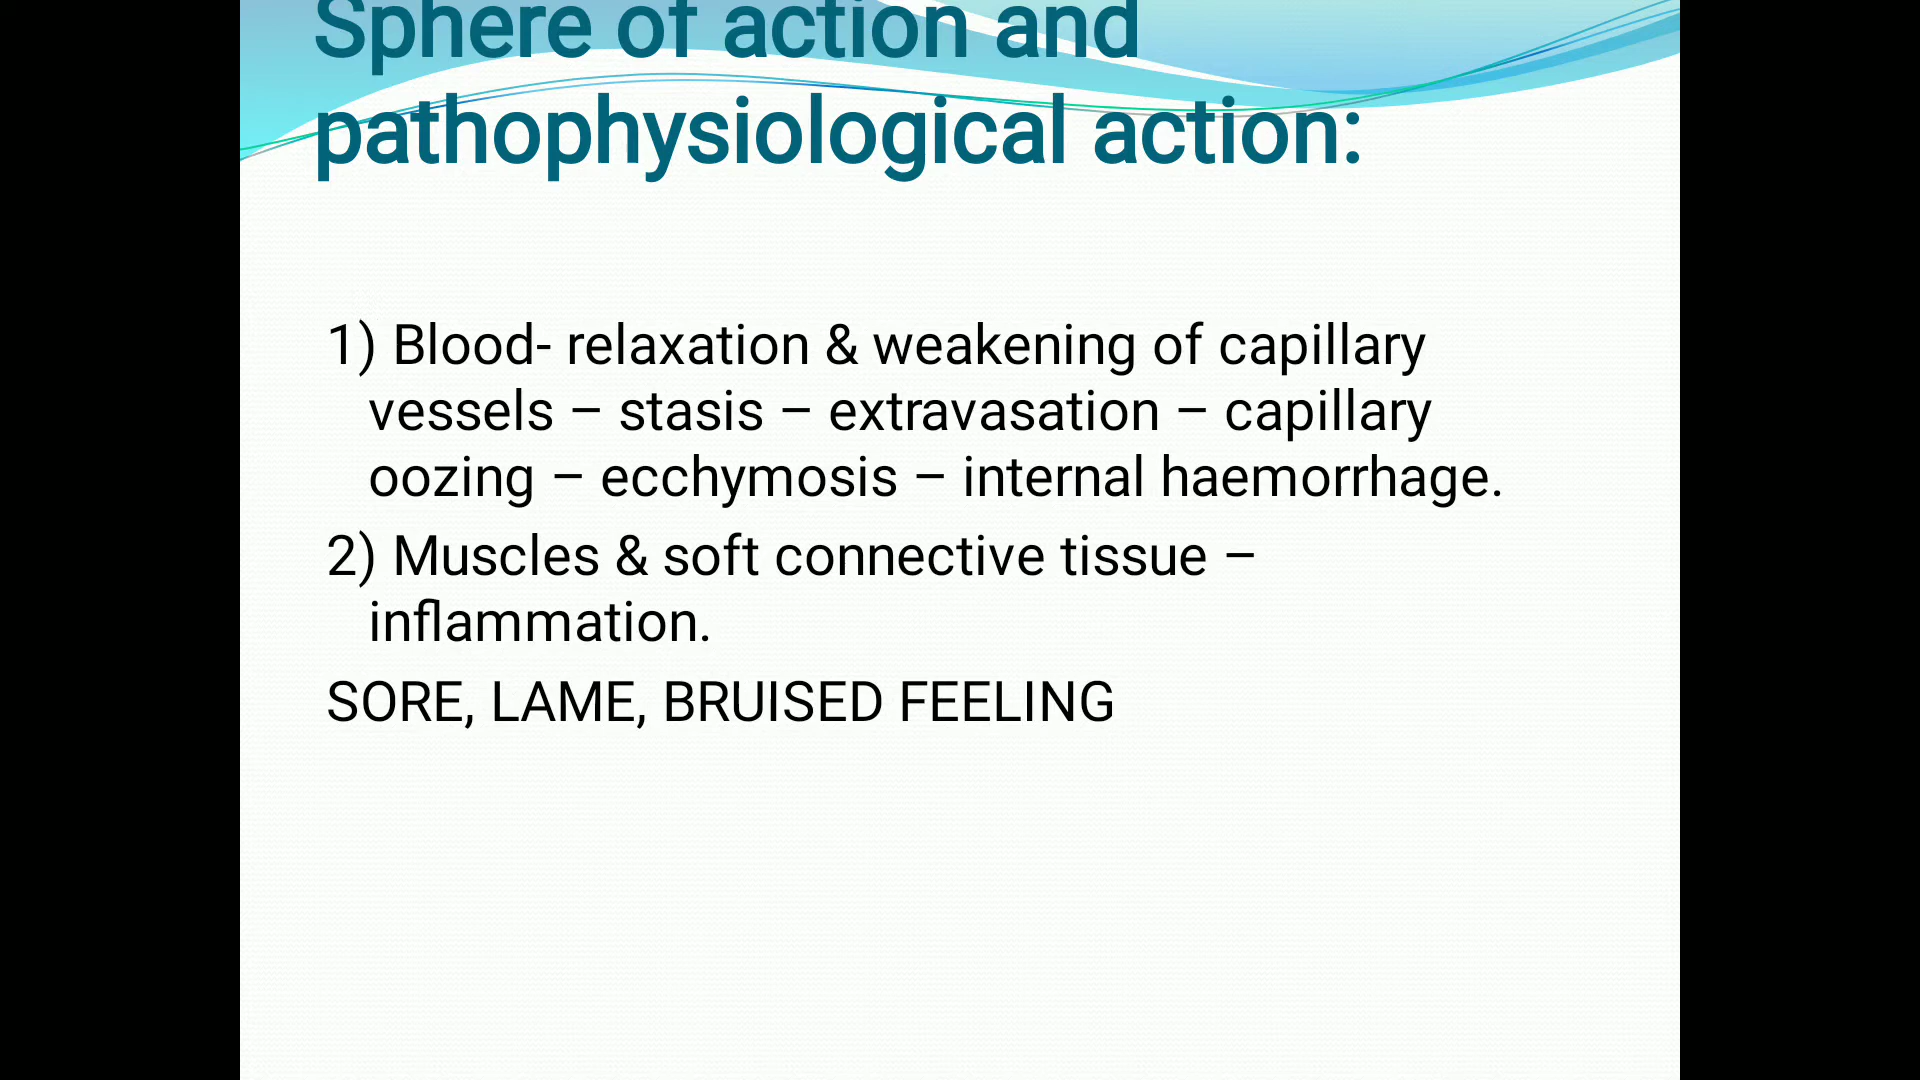 Sphere of action and
pathophysiological action:
1) Blood- relaxation & weakening of capillary
vessels – stasis – extravasation – capillary
oozing – ecchymosis – internal haemorrhage.
2) Muscles & soft connective tissue –
inflammation.
SORE, LAME, BRUISED FEELING